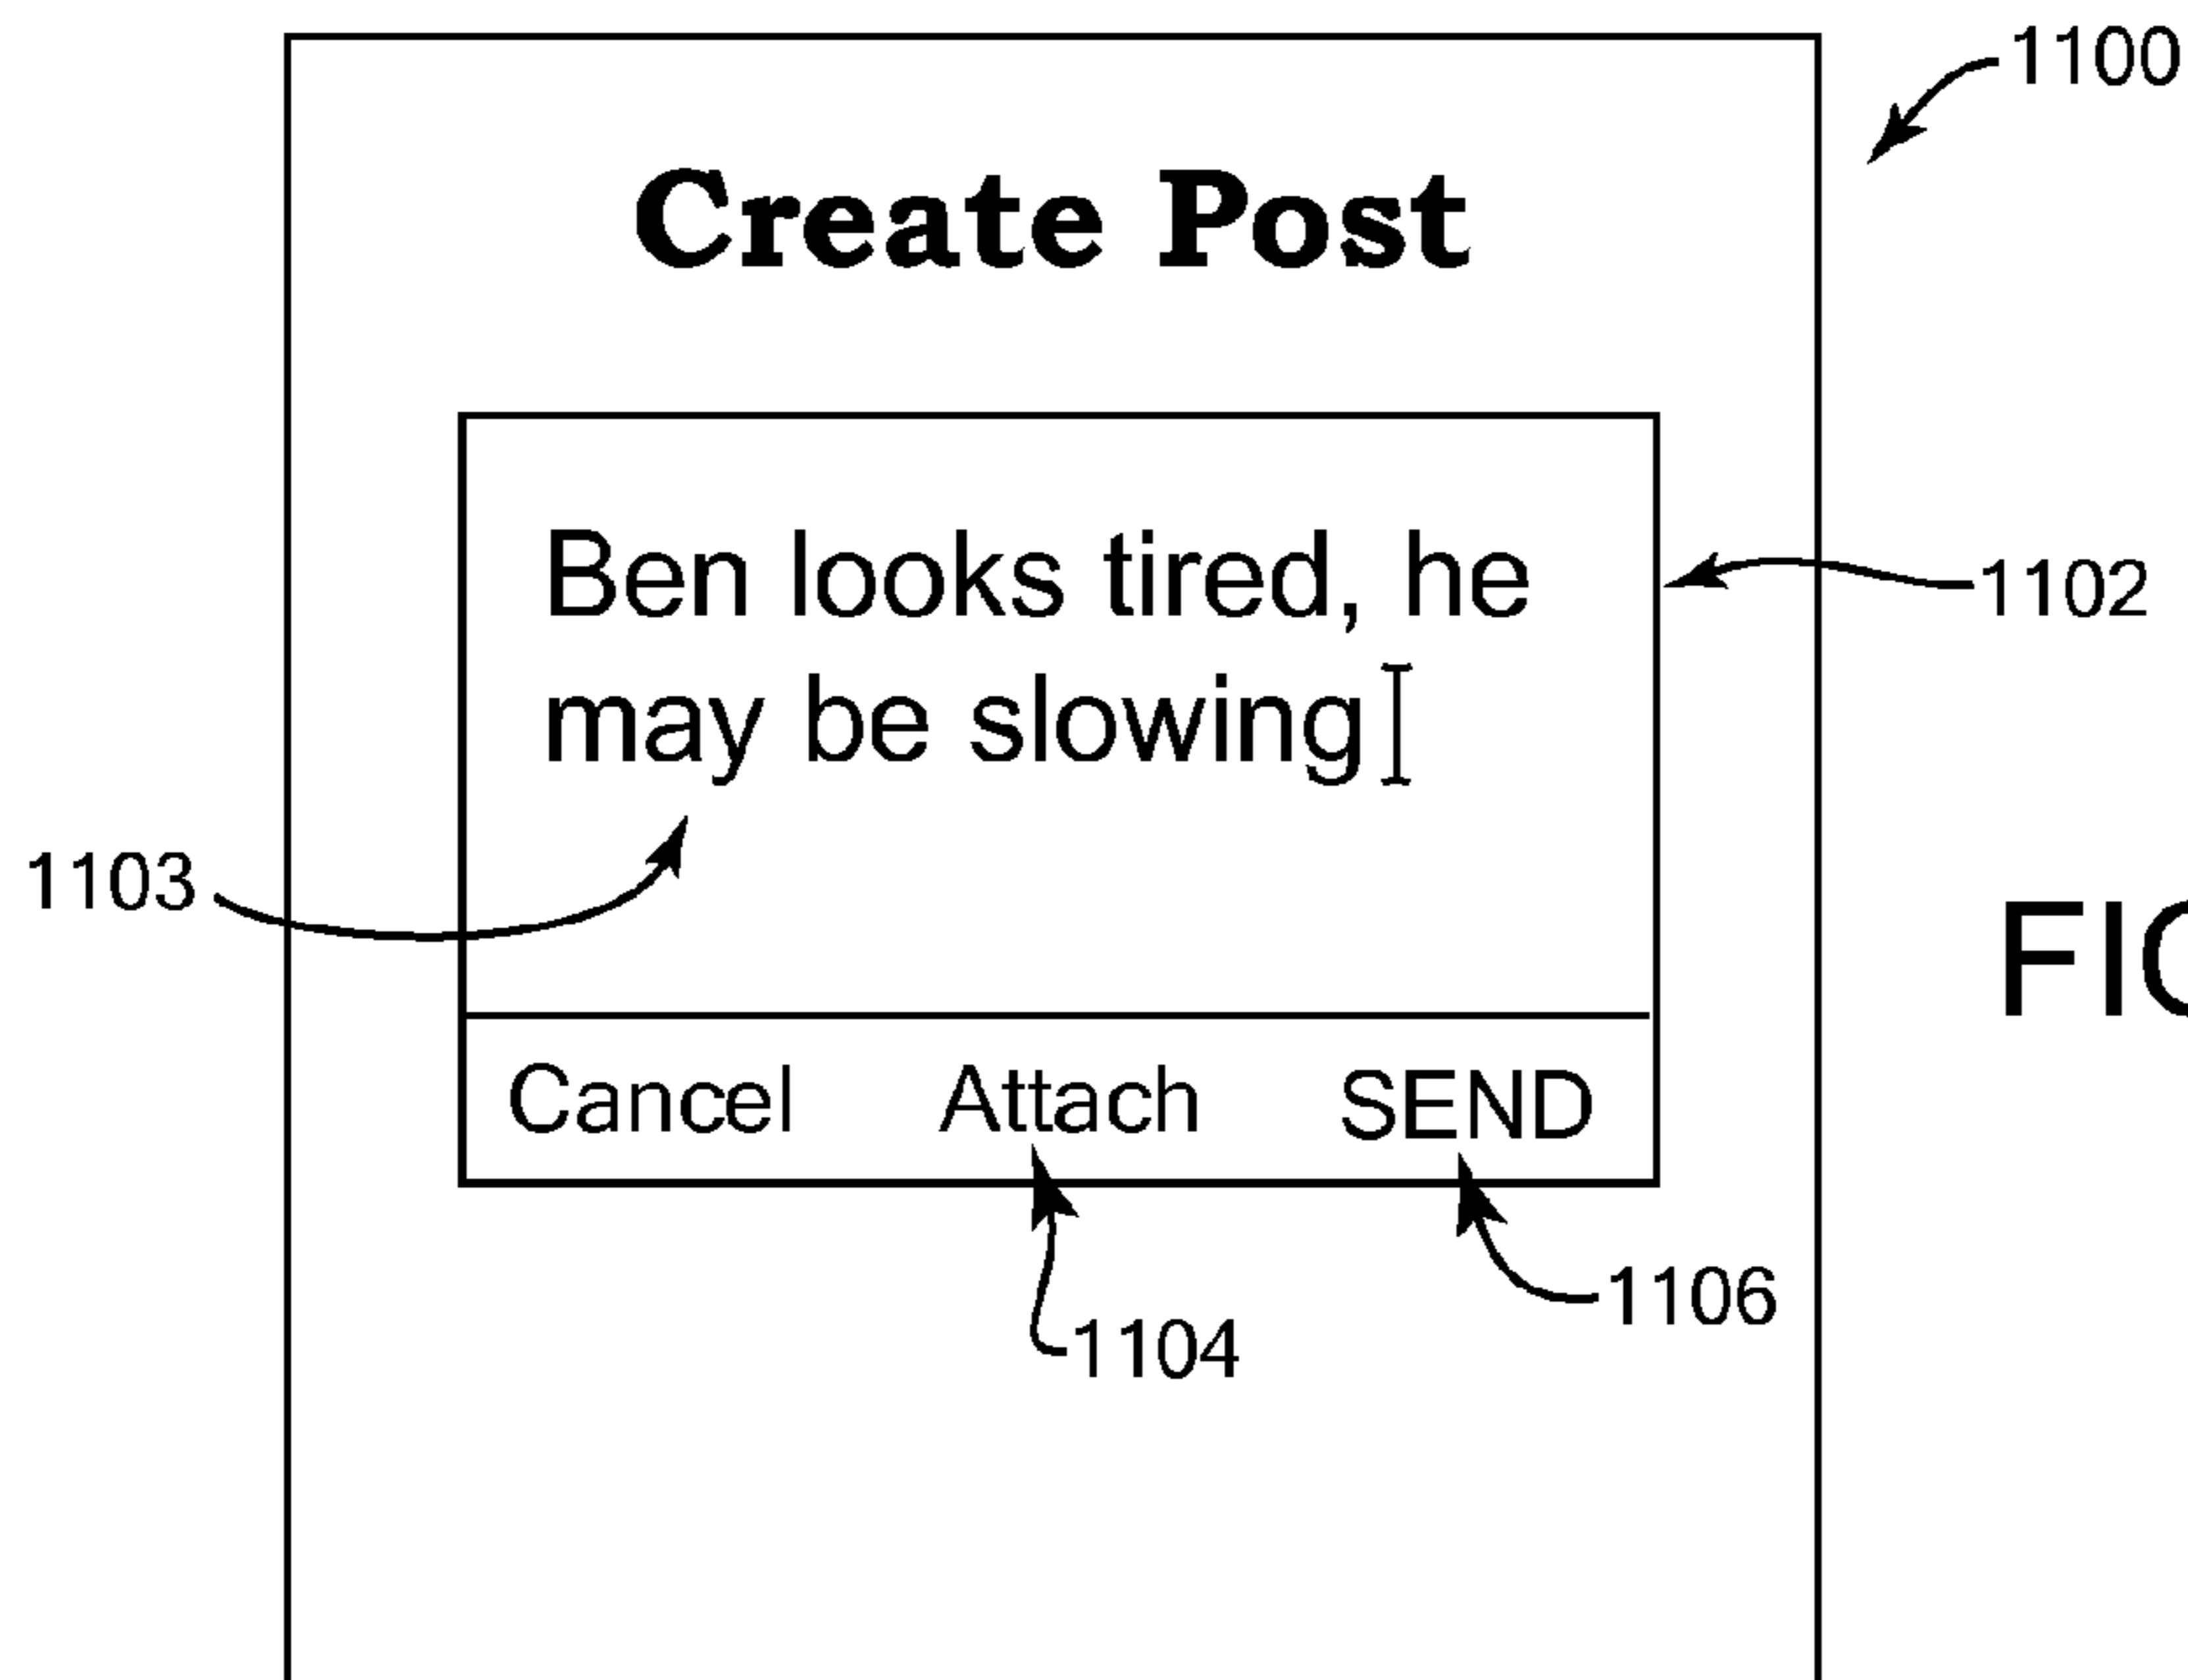 1100
Create Post
Ben looks tired, he
1102
may be slowing
1103
Cancel Attach SEND
1106
1104